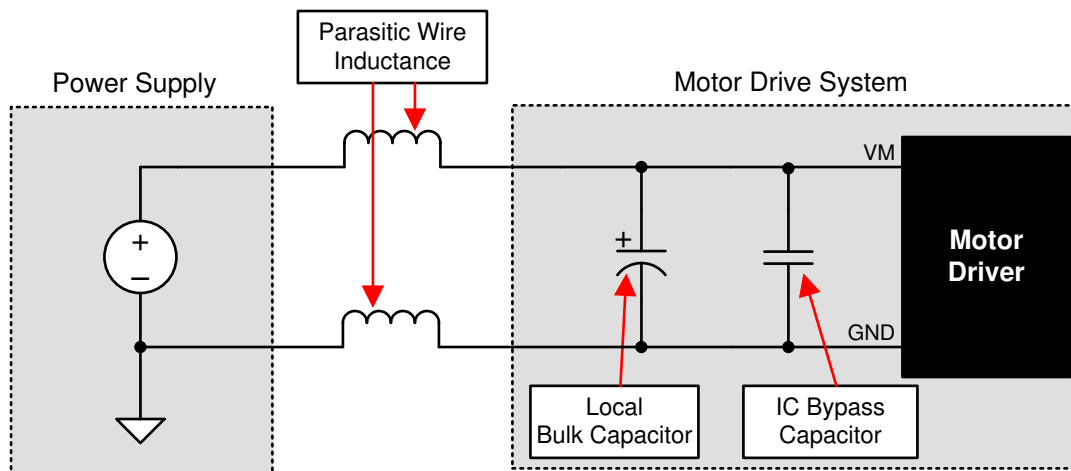 Parasitic Wire
Inductance
Power Supply
Motor Drive System
VM
+
−
+
Motor
Driver
GND
Local
Bulk Capacitor
IC Bypass
Capacitor